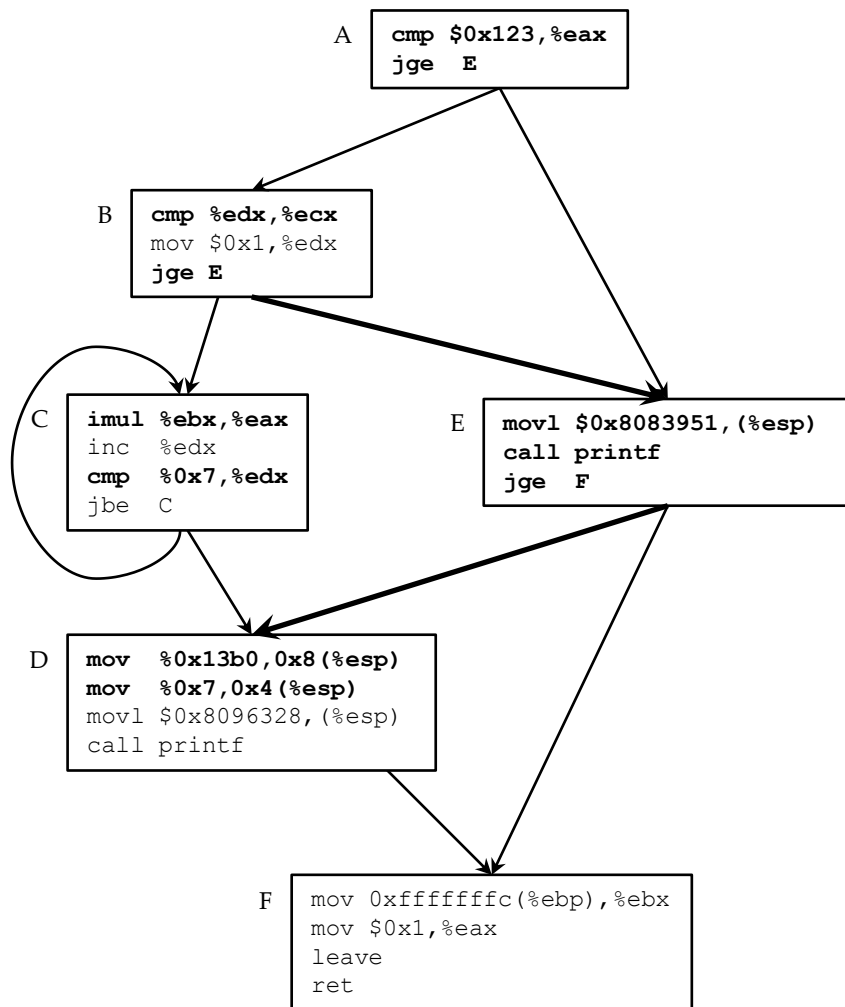 A
cmp $0x123,%eax
jge E
B
cmp %edx,%ecx
mov $0x1,%edx
jge E
C
imul %ebx,%eax
inc %edx
cmp %0x7,%edx
jbe C
E
movl $0x8083951,(%esp)
call printf
jge F
D
mov %0x13b0,0x8(%esp)
mov %0x7,0x4(%esp)
movl $0x8096328,(%esp)
call printf
F
mov 0xfffffffc(%ebp),%ebx
mov $0x1,%eax
leave
ret